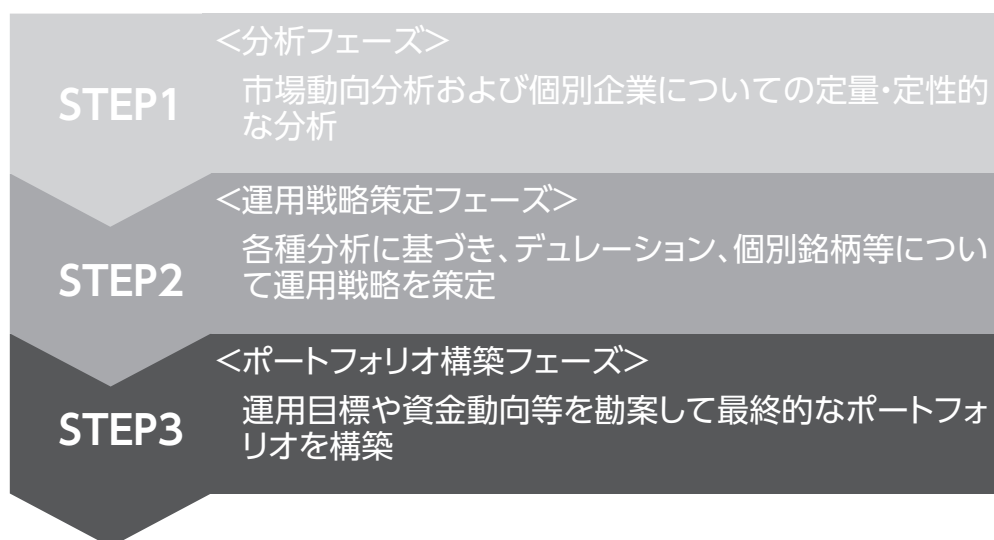 STEP1
<分析フェーズ>
市場動向分析および個別企業についての定量・定性的
な分析
STEP2
<運用戦略策定フェーズ>
各種分析に基づき、デュレーション、個別銘柄等につい
て運用戦略を策定
STEP3
<ポートフォリオ構築フェーズ>
運用目標や資金動向等を勘案して最終的なポートフォ
リオを構築